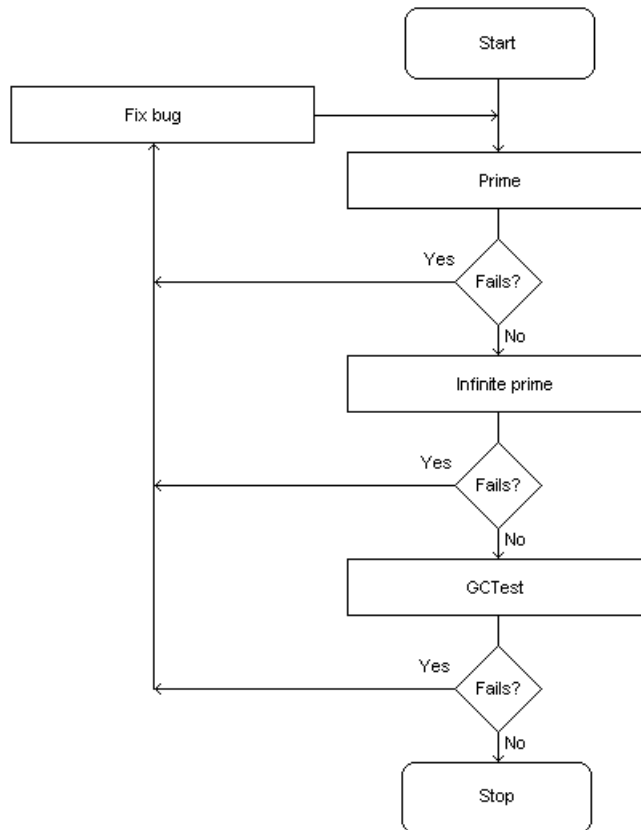 Start
Fix bug
Prime
Yes
Fails?
No
Infinite prime
Yes
Fails?
No
GCTest
Yes
Fails?
No
Stop